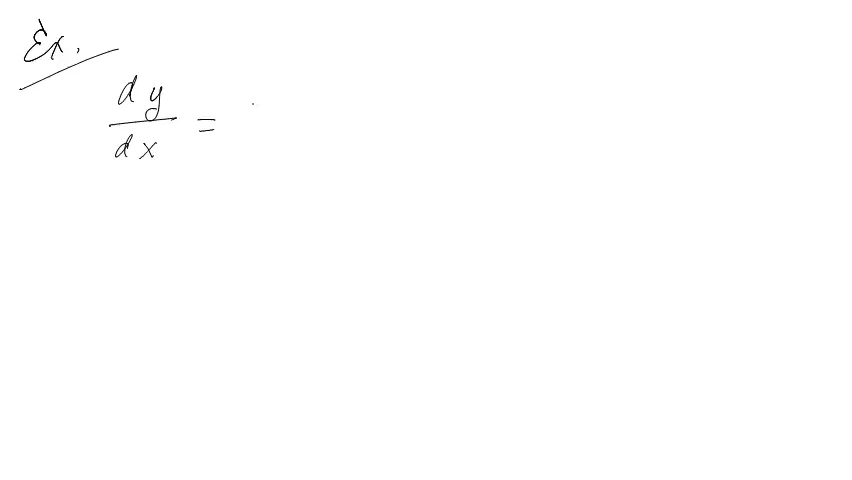 Ex.
dy/dx =